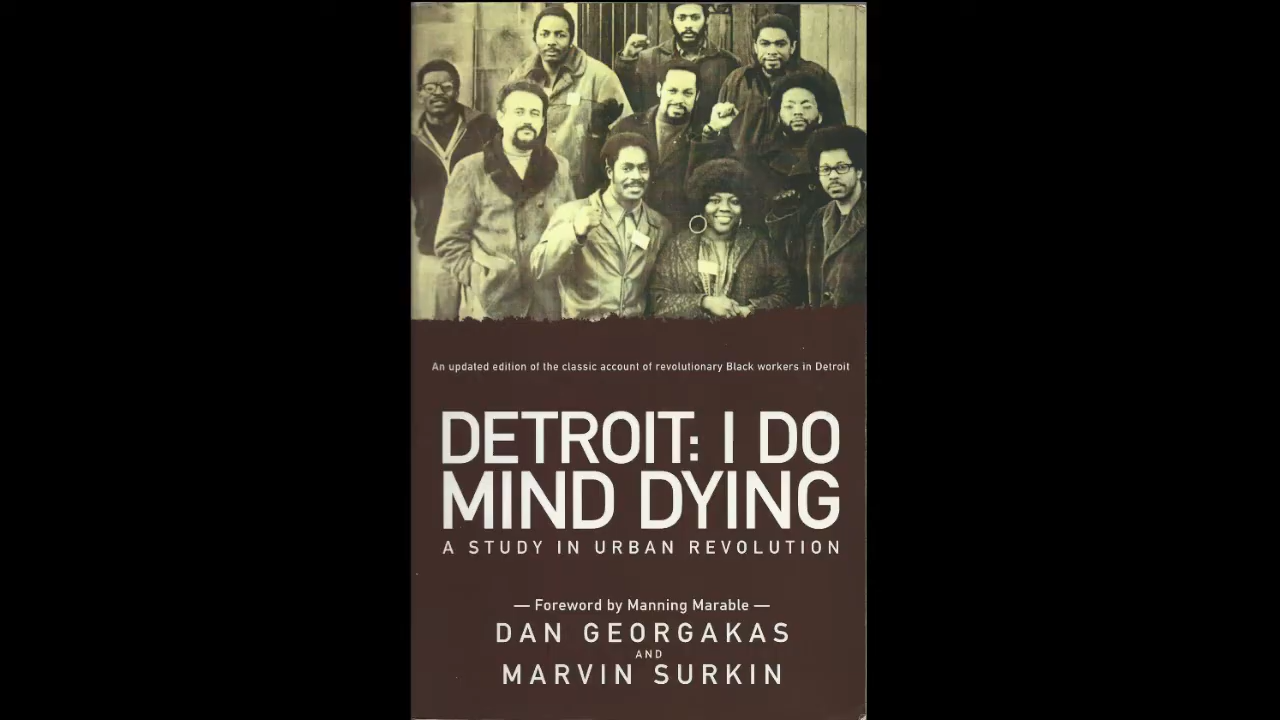 An updated edition of the classic account of revolutionary Black workers in Detroit
DETROIT: I DO
MIND DYING
A STUDY IN URBAN REVOLUTION
— Foreword by Manning Marable —
DAN GEORGAKAS
AND
MARVIN SURKIN